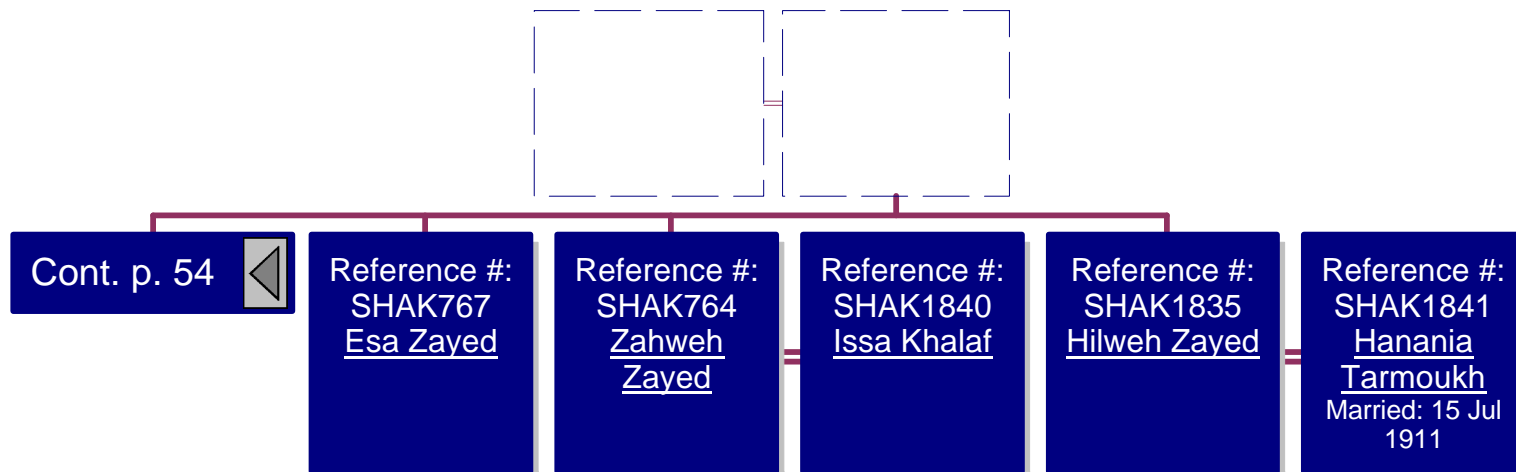 Cont. p. 54
Reference #:
SHAK767
Esa Zayed
Reference #:
SHAK764
Zahweh
Zayed
Reference #:
SHAK1840
Issa Khalaf
Reference #:
SHAK1835
Hilweh Zayed
Reference #:
SHAK1841
Hanania
Tarmoukh
Married: 15 Jul
1911